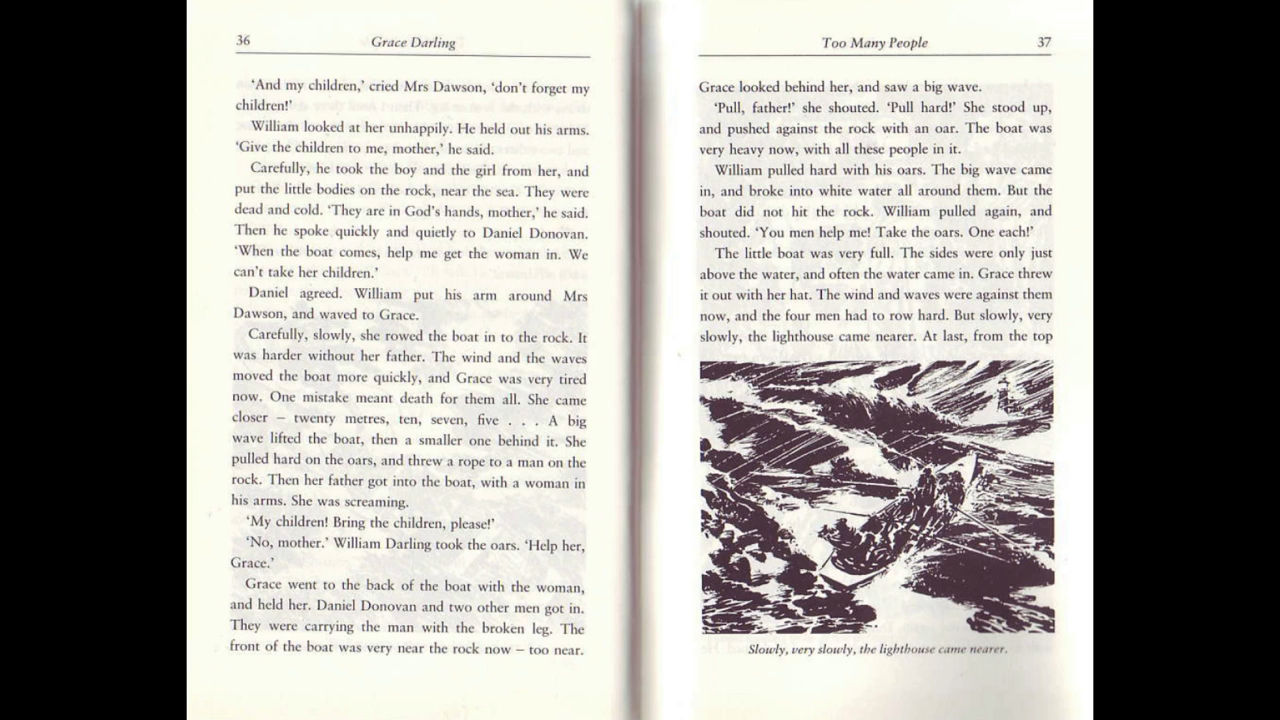 36
Grace Darling
‘And my children,’ cried Mrs Dawson, ‘don’t forget my
children!’
William looked at her unhappily. He held out his arms.
‘Give the children to me, mother,’ he said.
Carefully, he took the boy and the girl from her, and
put the little bodies on the rock, near the sea. They were
dead and cold. ‘They are in God’s hands, mother,’ he said.
Then he spoke quickly and quietly to Daniel Donovan.
‘When the boat comes, help me get the woman in. We
can’t take her children.’
Daniel agreed. William put his arm around Mrs
Dawson, and waved to Grace.
Carefully, slowly, she rowed the boat in to the rock. It
was harder without her father. The wind and the waves
moved the boat more quickly, and Grace was very tired
now. One mistake meant death for them all. She came
closer – twenty metres, ten, seven, five . . . A big
wave lifted the boat, then a smaller one behind it. She
pulled hard on the oars, and threw a rope to a man on the
rock. Then her father got into the boat, with a woman in
his arms. She was screaming.
‘My children! Bring the children, please!’
‘No, mother.’ William Darling took the oars. ‘Help her,
Grace.’
Grace went to the back of the boat with the woman,
and held her. Daniel Donovan and two other men got in.
They were carrying the man with the broken leg. The
front of the boat was very near the rock now – too near.
Too Many People
37
Grace looked behind her, and saw a big wave.
‘Pull, father!’ she shouted. ‘Pull hard!’ She stood up,
and pushed against the rock with an oar. The boat was
very heavy now, with all these people in it.
William pulled hard with his oars. The big wave came
in, and broke into white water all around them. But the
boat did not hit the rock. William pulled again, and
shouted. ‘You men help me! Take the oars. One each!’
The little boat was very full. The sides were only just
above the water, and often the water came in. Grace threw
it out with her hat. The wind and waves were against them
now, and the four men had to row hard. But slowly, very
slowly, the lighthouse came nearer. At last, from the top
Slowly, very slowly, the lighthouse came nearer.